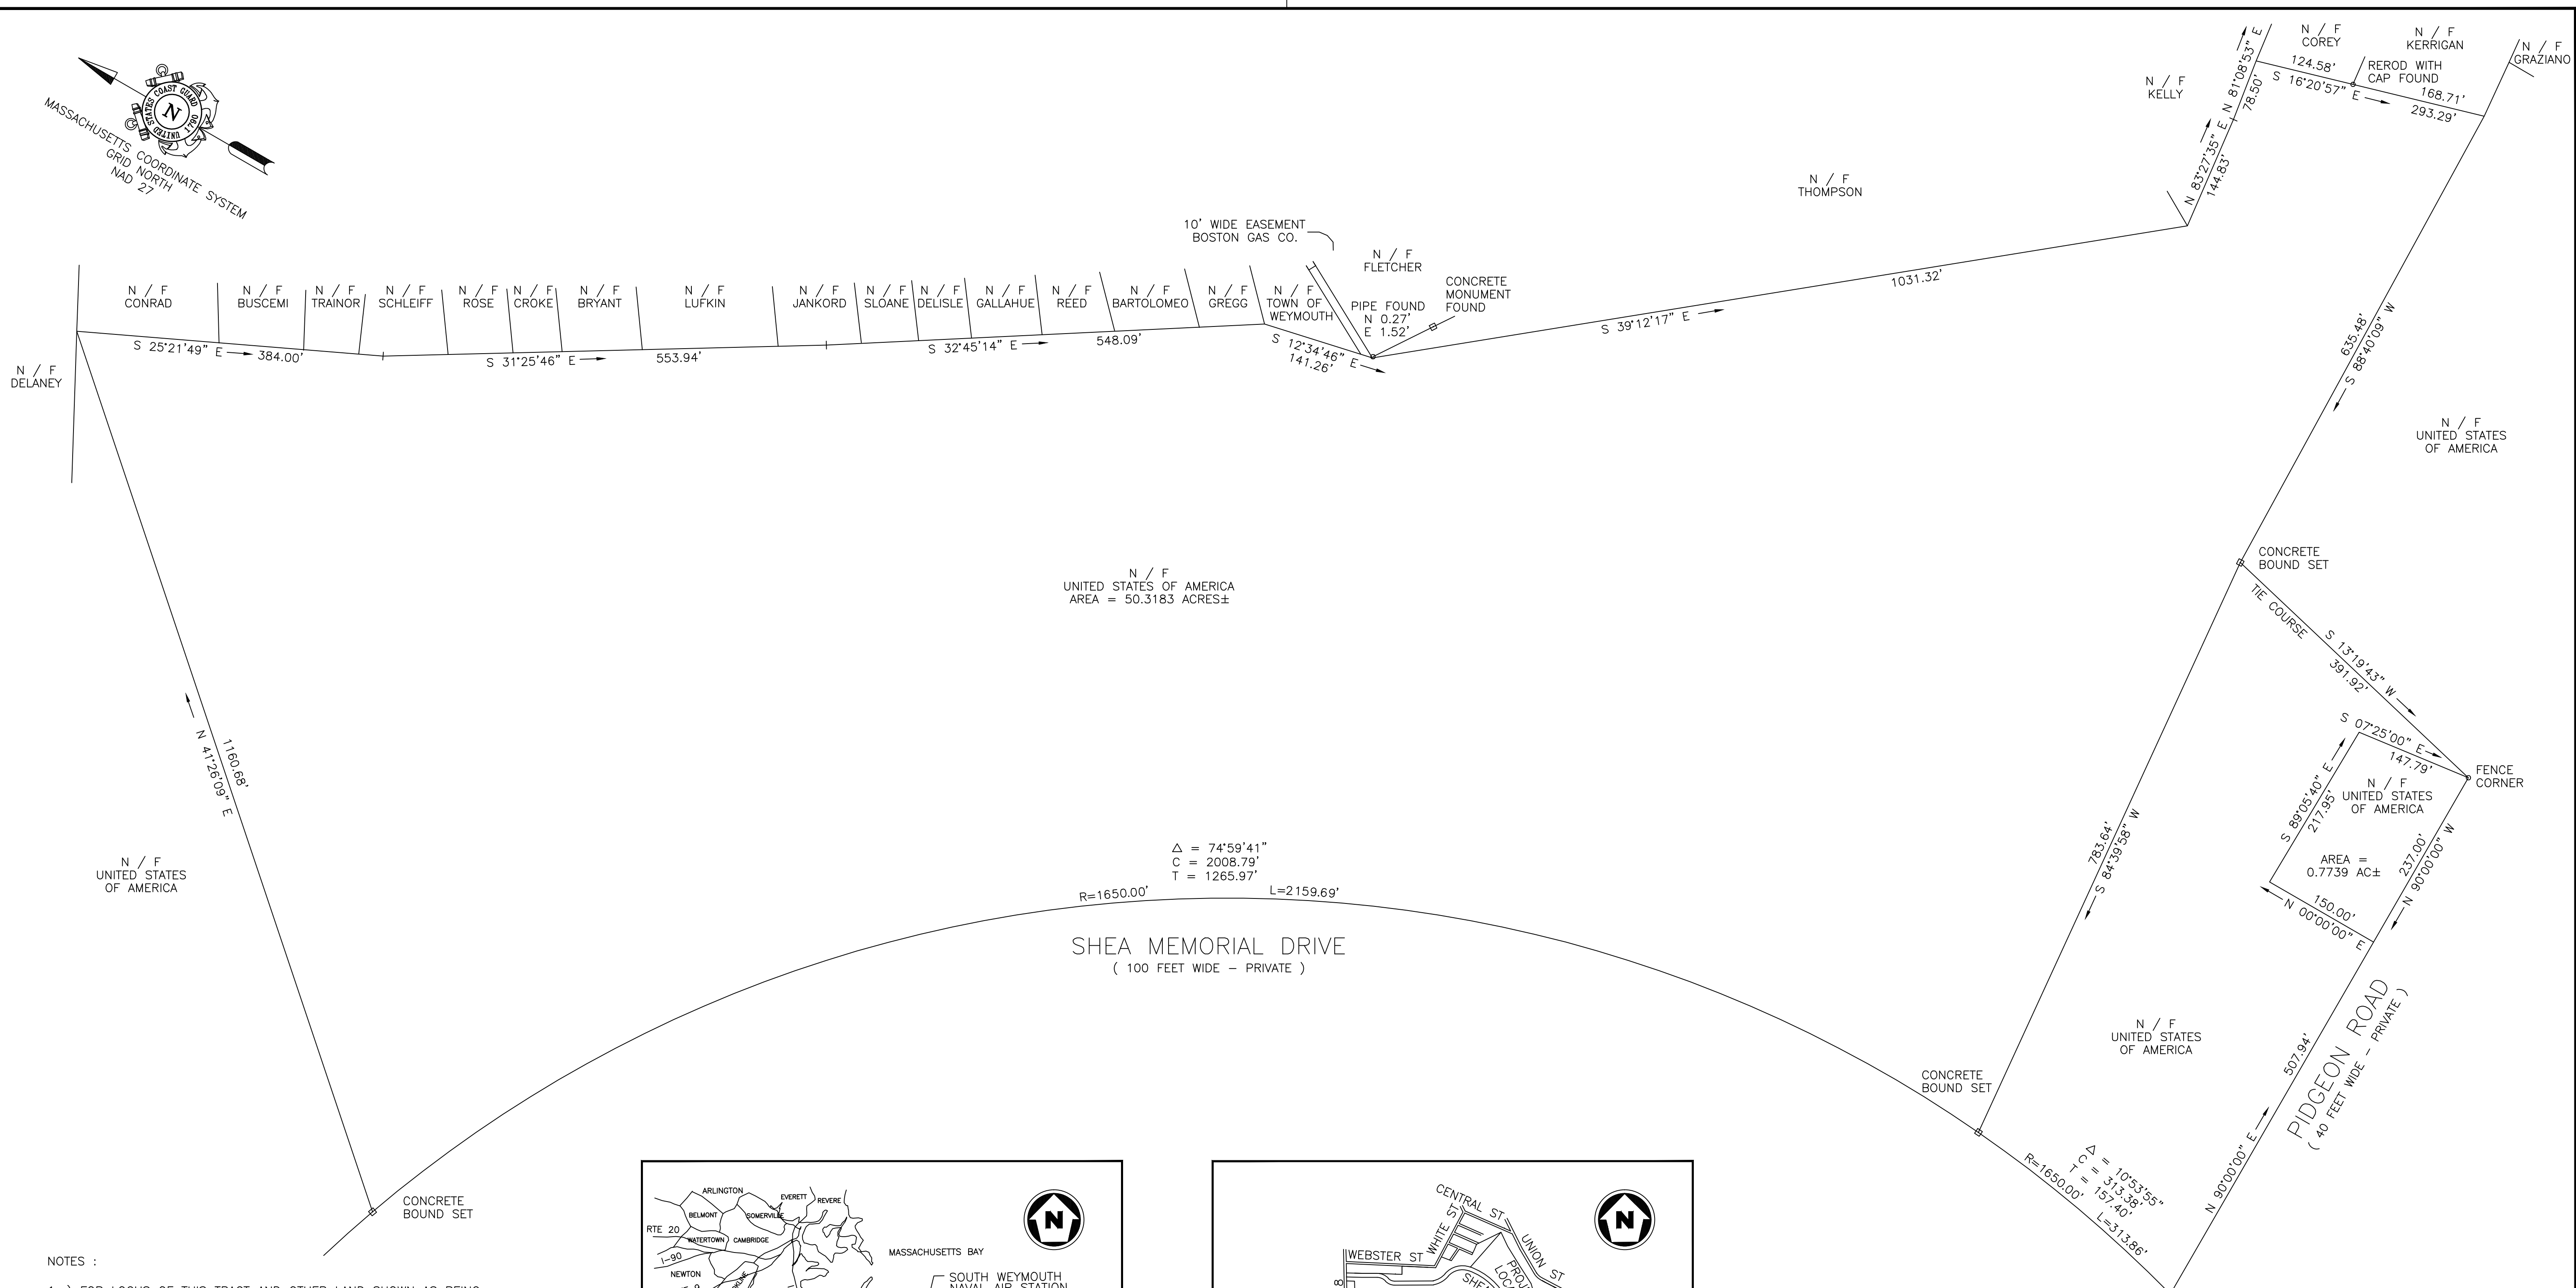 UNITED STATES COAST GUARD
1790
N
MASSACHUSETTS COORDINATE SYSTEM
GRID NORTH
NAD 27
N / F
DELANEY
N / F
CONRAD
N / F
BUSCEMI
N / F
TRAINOR
N / F
SCHLEIFF
N / F
ROSE
N / F
CROKE
N / F
BRYANT
N / F
LUFKIN
N / F
JANKORD
N / F
SLOANE
N / F
DELISLE
N / F
GALLAHUE
N / F
REED
N / F
BARTOLOMEO
N / F
GREGG
N / F
TOWN OF
WEYMOUTH
10' WIDE EASEMENT
BOSTON GAS CO.
N / F
FLETCHER
PIPE FOUND
N 0.27'
E 1.52'
CONCRETE
MONUMENT
FOUND
N / F
THOMPSON
N / F
KELLY
N / F
COREY
N / F
KERRIGAN
N / F
GRAZIANO
REROD WITH
CAP FOUND
S 25°21'49" E
384.00'
S 31°25'46" E
553.94'
S 32°45'14" E
548.09'
S 12°34'46" E
141.26'
S 39°12'17" E
1031.32'
N 83°27'35" E
144.83'
N 81°08'53" E
78.50'
124.58'
S 16°20'57" E
168.71'
293.29'
635.48'
S 88°40'09" W
N / F
UNITED STATES
OF AMERICA
N / F
UNITED STATES OF AMERICA
AREA = 50.3183 ACRES±
CONCRETE
BOUND SET
TIE COURSE
S 13°19'43" W
391.92'
S 07°25'00" E
147.79'
FENCE
CORNER
N / F
UNITED STATES
OF AMERICA
S 89°05'40" E
217.95'
AREA =
0.7739 AC±
237.00'
N 90°00'00" W
150.00'
N 00°00'00" E
783.64'
S 84°39'58" W
1160.68'
N 41°26'09" E
N / F
UNITED STATES
OF AMERICA
△ = 74°59'41"
C = 2008.79'
T = 1265.97'
R=1650.00'
L=2159.69'
SHEA MEMORIAL DRIVE
( 100 FEET WIDE – PRIVATE )
N / F
UNITED STATES
OF AMERICA
507.94'
N 90°00'00" E
PIDGEON ROAD
( 40 FEET WIDE – PRIVATE )
CONCRETE
BOUND SET
△ = 10°53'55"
C = 313.38'
T = 157.40'
R=1650.00'
L=313.86'
CONCRETE
BOUND SET
NOTES :
ARLINGTON
EVERETT
REVERE
BELMONT
SOMERVILLE
RTE 20
WATERTOWN
CAMBRIDGE
I-90
NEWTON
MASSACHUSETTS BAY
SOUTH WEYMOUTH
NAVAL AIR STATION
N
CENTRAL ST
WHITE ST
UNION ST
WEBSTER ST
N